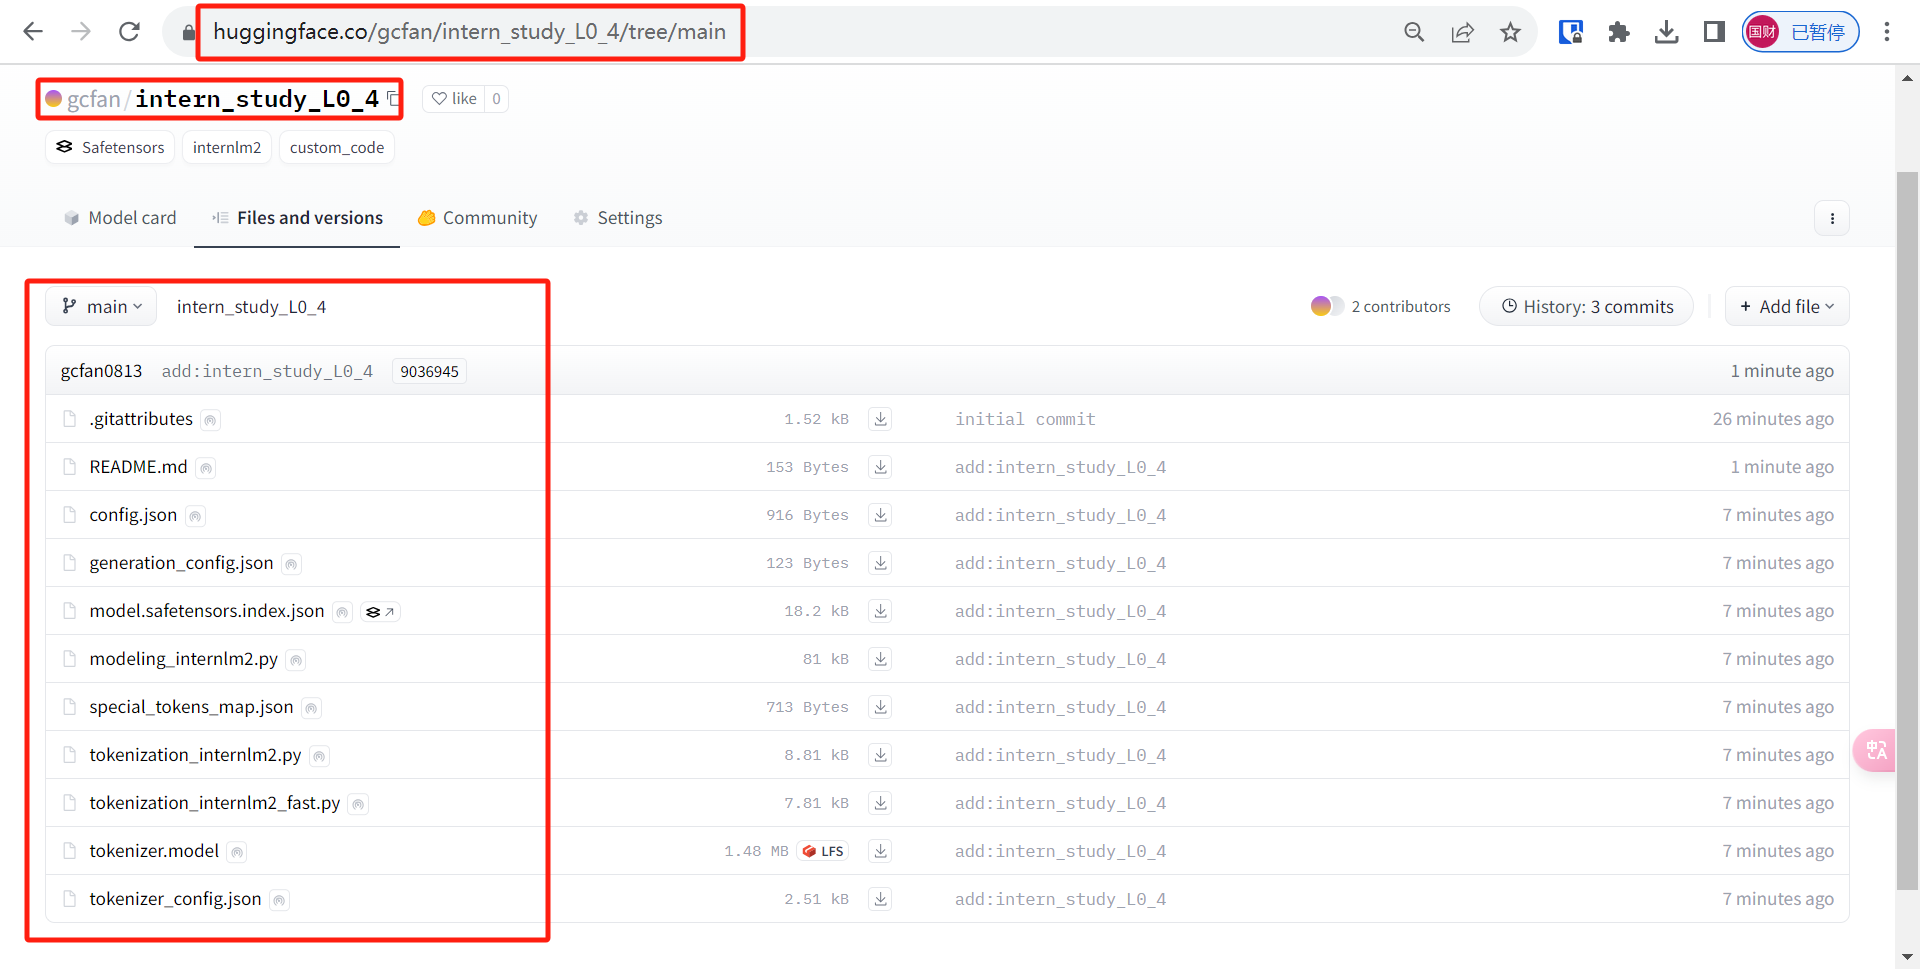 huggingface.co/gcfan/intern_study_L0_4/tree/main
国财 已暂停
gcfan/intern_study_L0_4
like 0
Safetensors internlm2 custom_code
Model card Files and versions Community Settings
main intern_study_L0_4 2 contributors History: 3 commits + Add file
gcfan0813 add:intern_study_L0_4 9036945 1 minute ago
.gitattributes 1.52 kB initial commit 26 minutes ago
README.md 153 Bytes add:intern_study_L0_4 1 minute ago
config.json 916 Bytes add:intern_study_L0_4 7 minutes ago
generation_config.json 123 Bytes add:intern_study_L0_4 7 minutes ago
model.safetensors.index.json 18.2 kB add:intern_study_L0_4 7 minutes ago
modeling_internlm2.py 81 kB add:intern_study_L0_4 7 minutes ago
special_tokens_map.json 713 Bytes add:intern_study_L0_4 7 minutes ago
tokenization_internlm2.py 8.81 kB add:intern_study_L0_4 7 minutes ago
中A
tokenization_internlm2_fast.py 7.81 kB add:intern_study_L0_4 7 minutes ago
tokenizer.model 1.48 MB LFS add:intern_study_L0_4 7 minutes ago
tokenizer_config.json 2.51 kB add:intern_study_L0_4 7 minutes ago